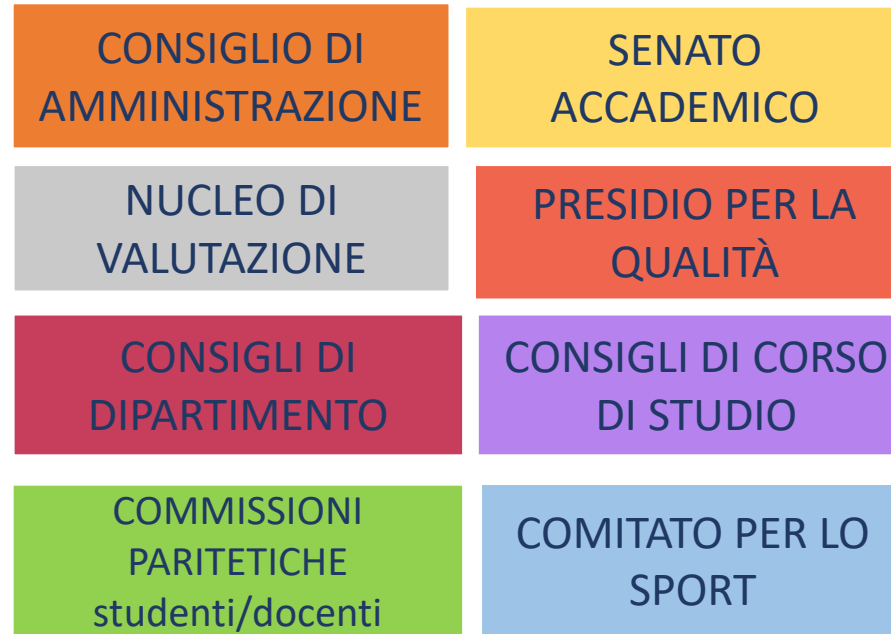 CONSIGLIO DI
AMMINISTRAZIONE
SENATO
ACCADEMICO
NUCLEO DI
VALUTAZIONE
PRESIDIO PER LA
QUALITÀ
CONSIGLI DI
DIPARTIMENTO
CONSIGLI DI CORSO
DI STUDIO
COMMISSIONI
PARITETICHE
studenti/docenti
COMITATO PER LO
SPORT